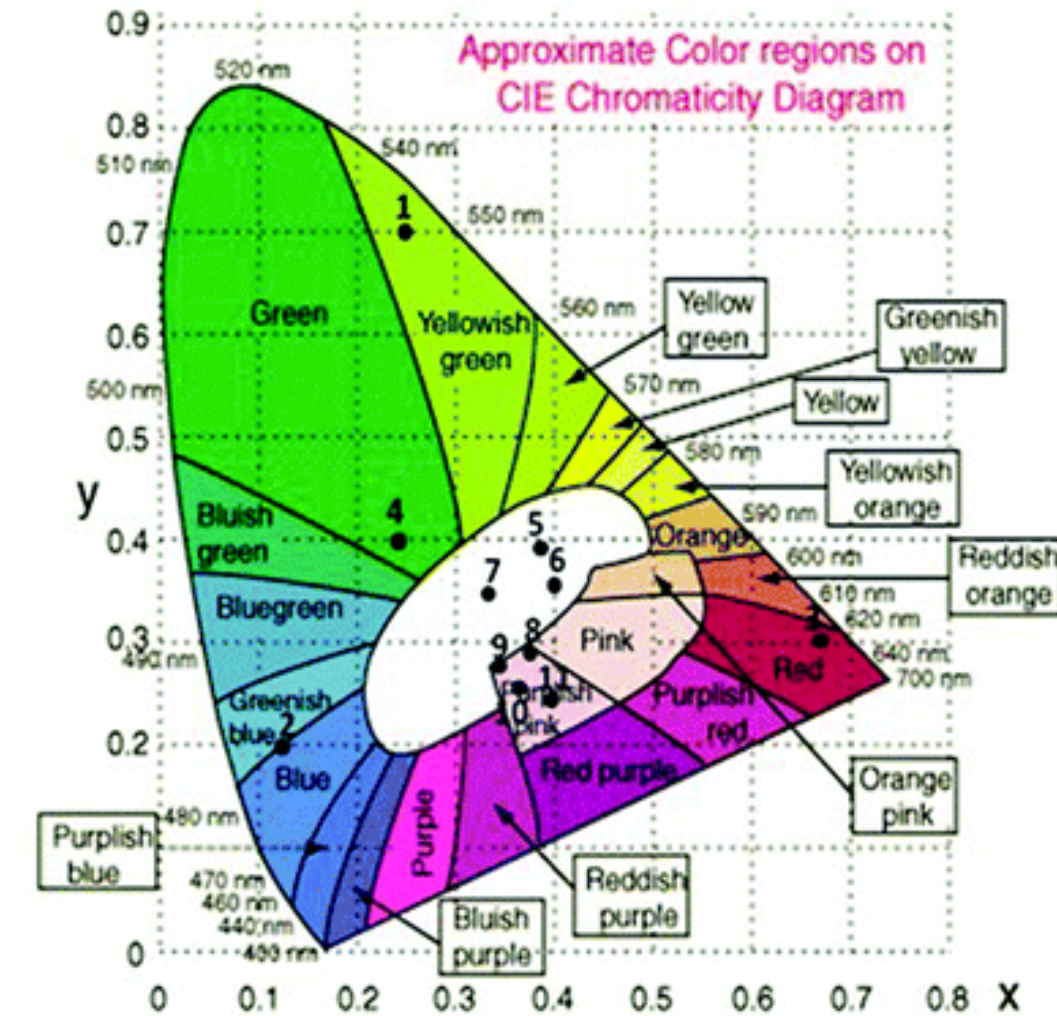 Approximate Color regions on
CIE Chromaticity Diagram
0.9
520 nm
0.8
540 nm
510 nm
1
550 nm
0.7
Green
Yellowish
green
560 nm
Yellow
green
Greenish
yellow
0.6
500 nm
570 nm
Yellow
0.5
580 nm
y
Yellowish
orange
Bluish
green
4
590 nm
5
Orange
0.4
6
600 nm
Reddish
orange
7
610 nm
Bluegreen
3
620 nm
0.3
8
Pink
9
490 nm
640 nm
Red
700 nm
11
Purplish
pink
10
Greenish
blue
2
Purplish
red
0.2
Blue
Red purple
Orange
pink
480 nm
Purplish
blue
Purple
470 nm
460 nm
440 nm
Reddish
purple
Bluish
purple
0
0
0.1
0.2
0.3
0.4
0.5
0.6
0.7
0.8
x